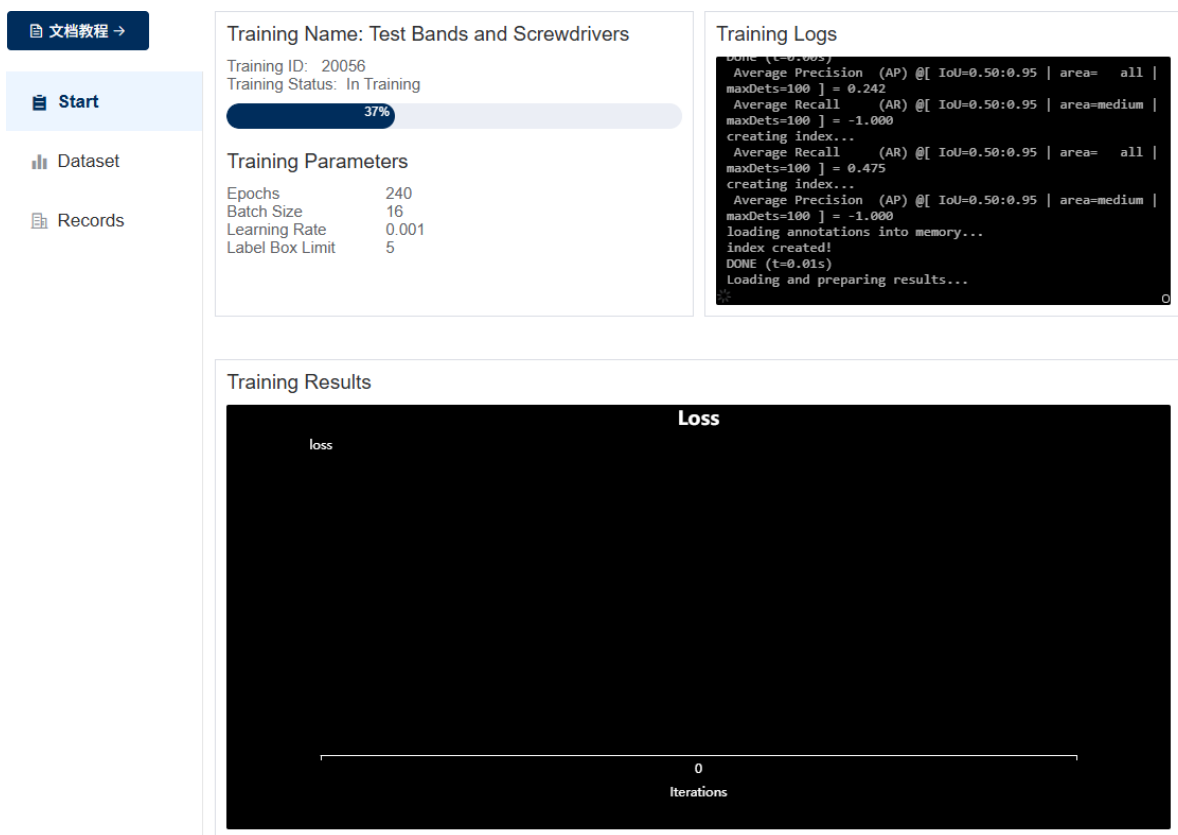 文档教程 →
Start
Dataset
Records
Training Name: Test Bands and Screwdrivers
Training ID: 20056
Training Status: In Training
37%
Training Parameters
Epochs 240
Batch Size 16
Learning Rate 0.001
Label Box Limit 5
Training Logs
DONE (t=0.00s)
Average Precision (AP) @[ IoU=0.50:0.95 | area= all |
maxDets=100 ] = 0.242
Average Recall (AR) @[ IoU=0.50:0.95 | area=medium |
maxDets=100 ] = -1.000
creating index...
Average Recall (AR) @[ IoU=0.50:0.95 | area= all |
maxDets=100 ] = 0.475
creating index...
Average Precision (AP) @[ IoU=0.50:0.95 | area=medium |
maxDets=100 ] = -1.000
loading annotations into memory...
index created!
DONE (t=0.01s)
Loading and preparing results...
Training Results
Loss
loss
0
Iterations